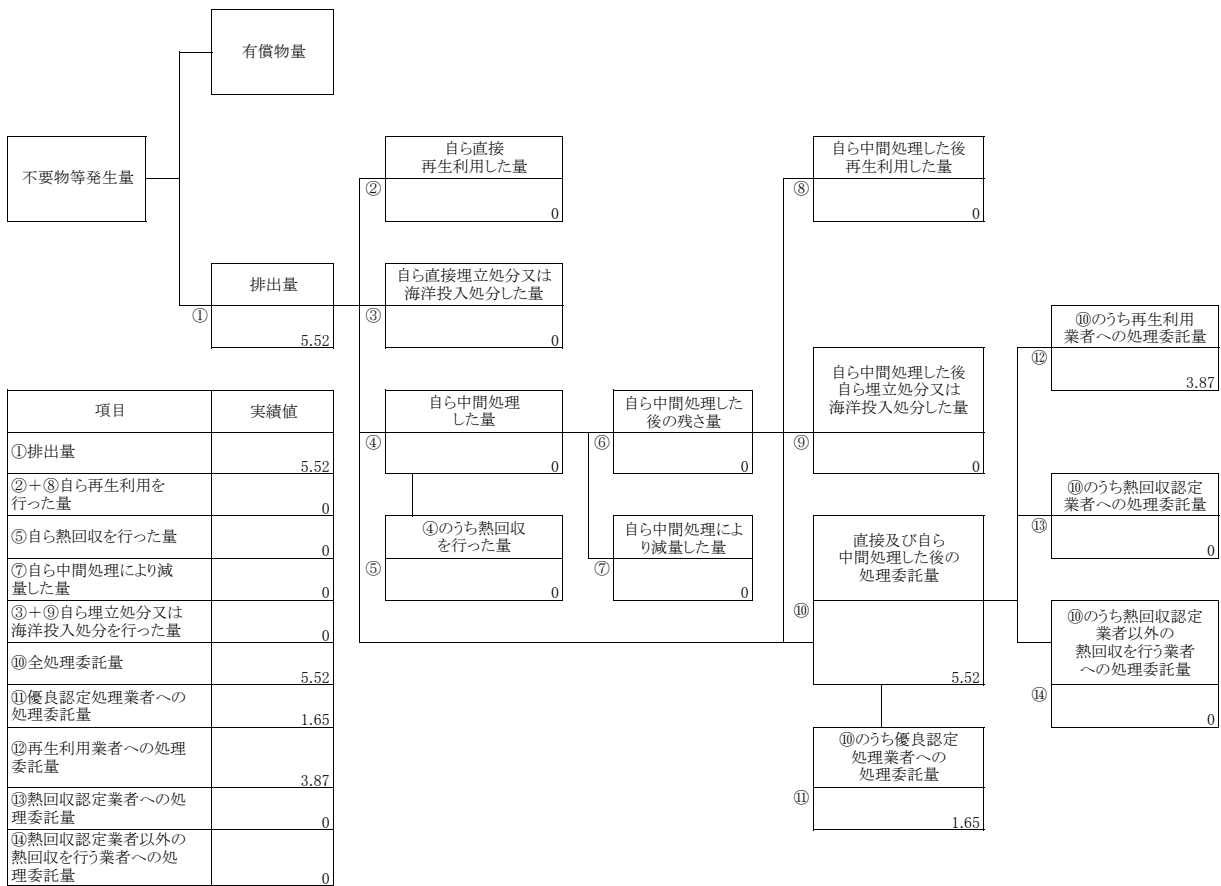 有償物量
不要物等発生量
自ら直接
再生利用した量
②
0
自ら中間処理した後
再生利用した量
⑧
0
排出量
①
5.52
自ら直接埋立処分又は
海洋投入処分した量
③
0
⑩のうち再生利用
業者への処理委託量
⑫
3.87
自ら中間処理
した量
④
0
自ら中間処理した
後の残さ量
⑥
0
自ら中間処理した後
自ら埋立処分又は
海洋投入処分した量
⑨
0
⑩のうち熱回収認定
業者への処理委託量
⑬
0
④のうち熱回収
を行った量
⑤
0
自ら中間処理によ
り減量した量
⑦
0
直接及び自ら
中間処理した後の
処理委託量
⑩
5.52
⑩のうち熱回収認定
業者以外の
熱回収を行う業者
への処理委託量
⑭
0
⑩のうち優良認定
処理業者への
処理委託量
⑪
1.65
項目 実績値
①排出量
5.52
②+⑧自ら再生利用を
行った量
0
⑤自ら熱回収を行った量
0
⑦自ら中間処理により減
量した量
0
③+⑨自ら埋立処分又は
海洋投入処分を行った量
0
⑩全処理委託量
5.52
⑪優良認定処理業者への
処理委託量
1.65
⑫再生利用業者への処理
委託量
3.87
⑬熱回収認定業者への処
理委託量
0
⑭熱回収認定業者以外の
熱回収を行う業者への処
理委託量
0